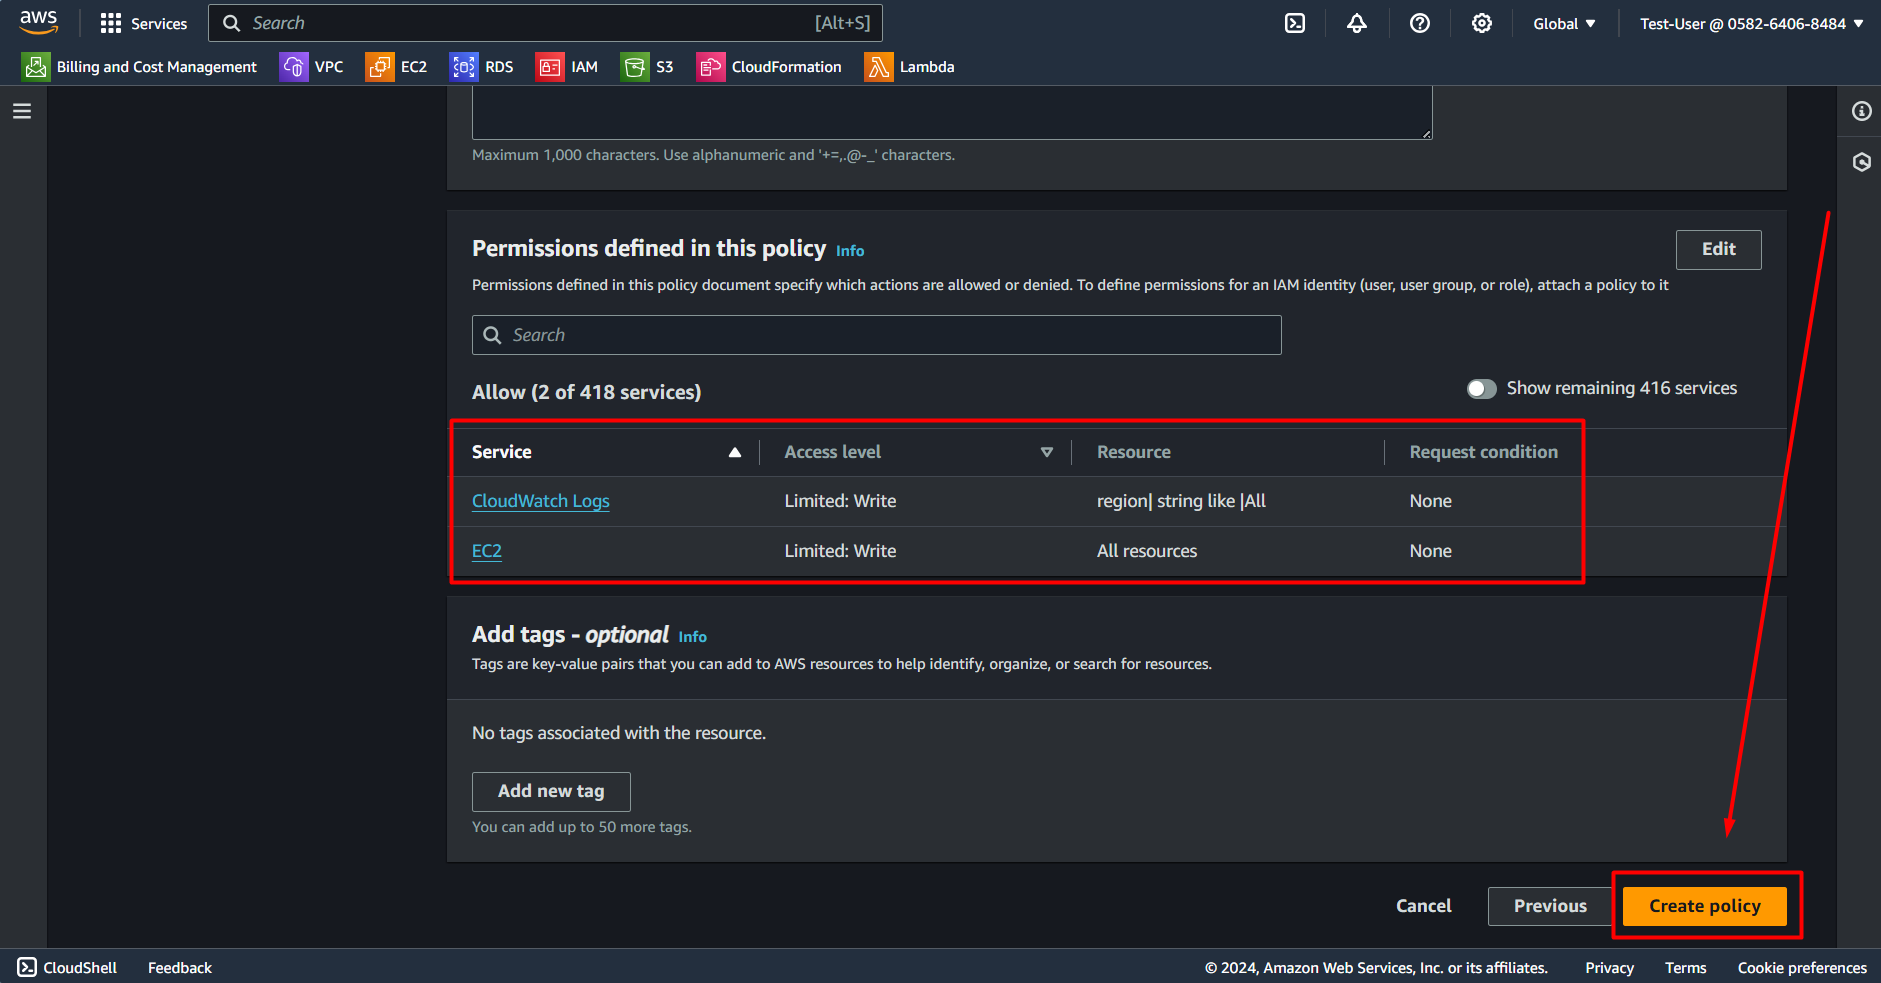 aws
Services
Search [Alt+S]
Global
Test-User @ 0582-6406-8484
Billing and Cost Management
VPC
EC2
RDS
IAM
S3
CloudFormation
Lambda
Maximum 1,000 characters. Use alphanumeric and '+=,.@-_' characters.
Permissions defined in this policy Info
Edit
Permissions defined in this policy document specify which actions are allowed or denied. To define permissions for an IAM identity (user, user group, or role), attach a policy to it
Search
Allow (2 of 418 services)
Show remaining 416 services
Service Access level Resource Request condition
CloudWatch Logs Limited: Write region| string like |All None
EC2 Limited: Write All resources None
Add tags - optional Info
Tags are key-value pairs that you can add to AWS resources to help identify, organize, or search for resources.
No tags associated with the resource.
Add new tag
You can add up to 50 more tags.
Cancel
Previous
Create policy
CloudShell
Feedback
© 2024, Amazon Web Services, Inc. or its affiliates.
Privacy
Terms
Cookie preferences